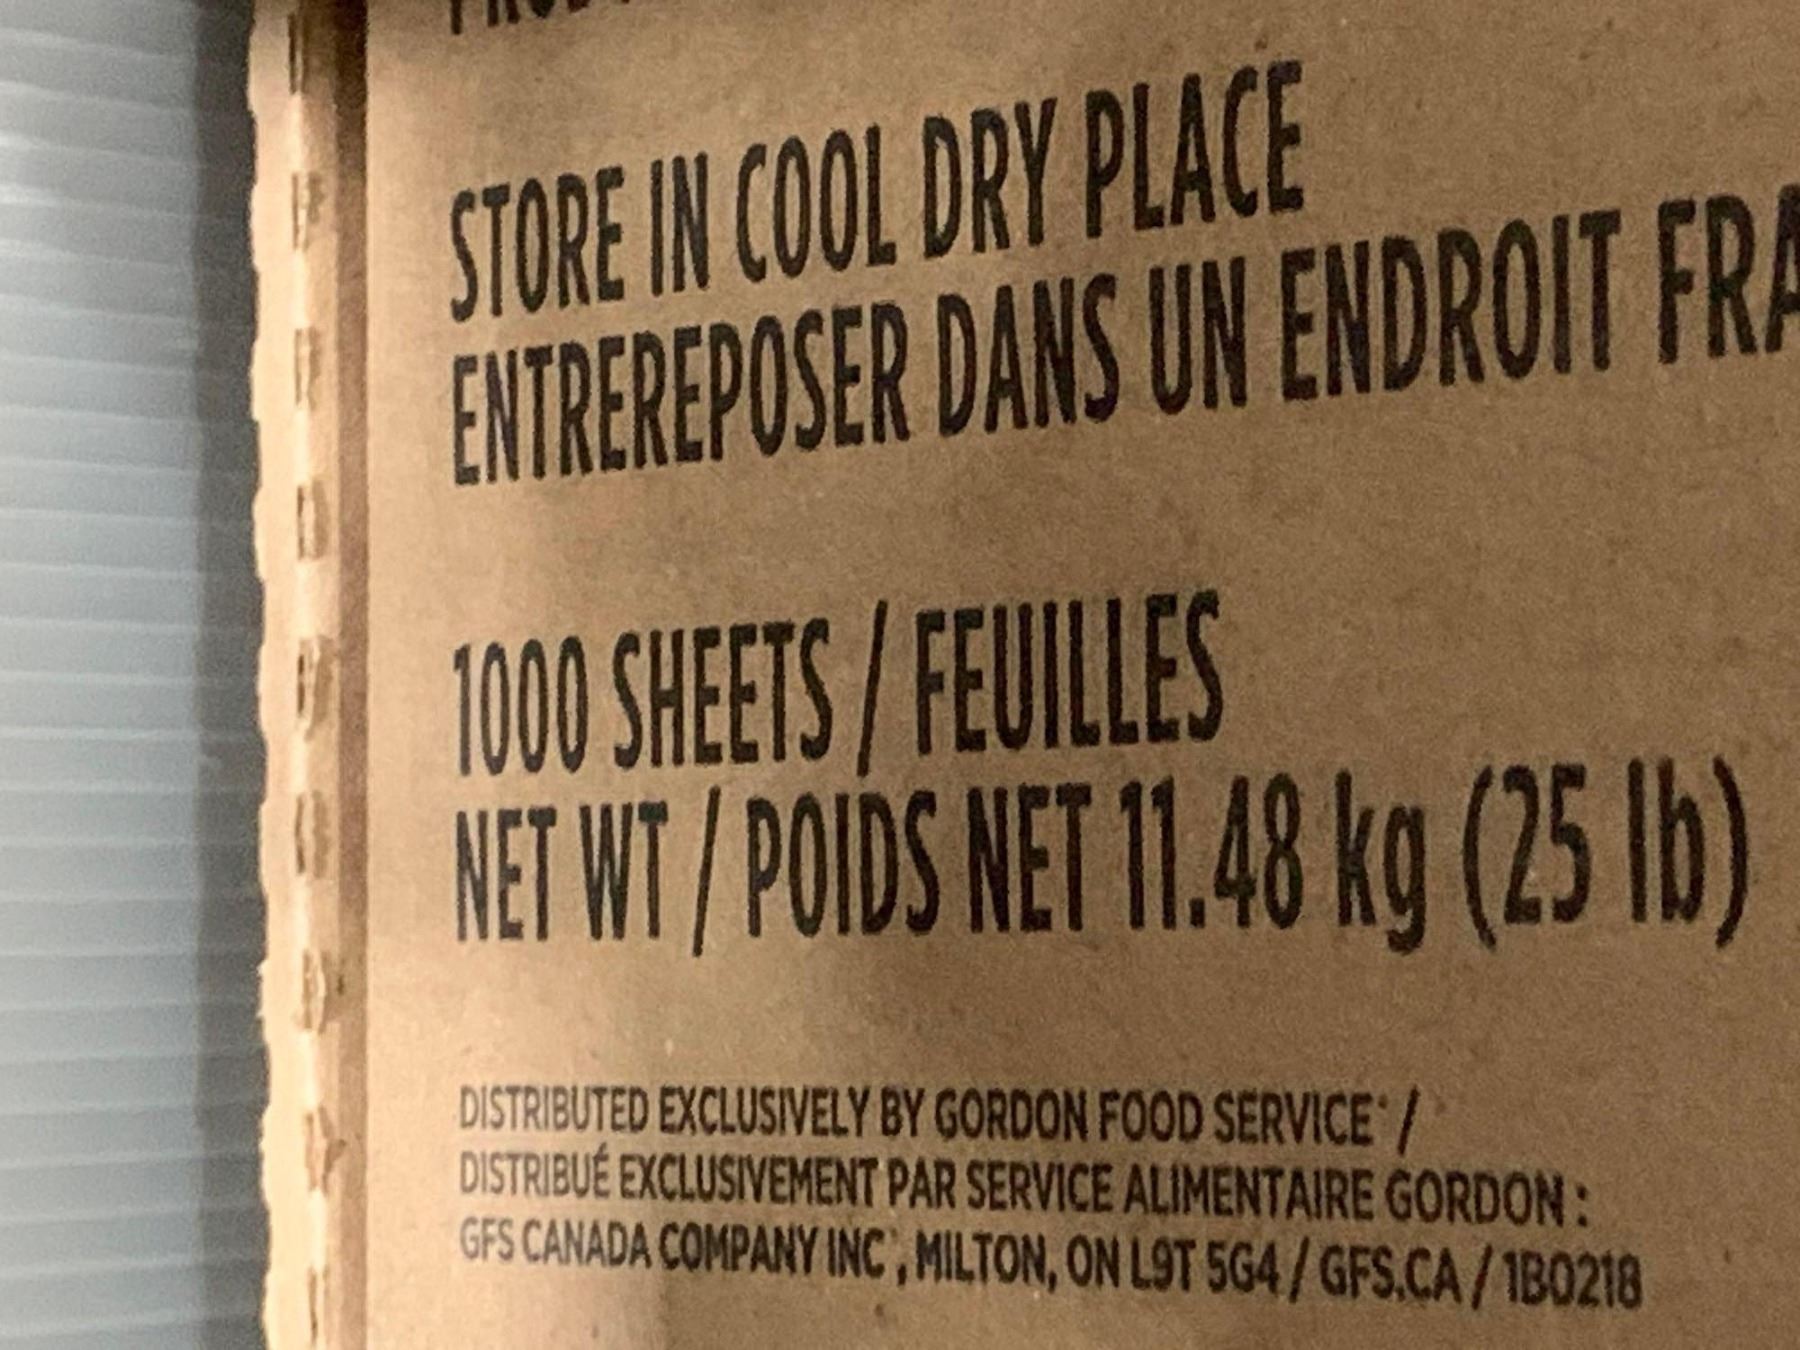 STORE IN COOL DRY PLACE
ENTREREPOSER DANS UN ENDROIT FRA
1000 SHEETS / FEUILLES
NET WT / POIDS NET 11.48 kg (25 lb)
DISTRIBUTED EXCLUSIVELY BY GORDON FOOD SERVICE® /
DISTRIBUÉ EXCLUSIVEMENT PAR SERVICE ALIMENTAIRE GORDON :
GFS CANADA COMPANY INC., MILTON, ON L9T 5G4 / GFS.CA / 1B0218